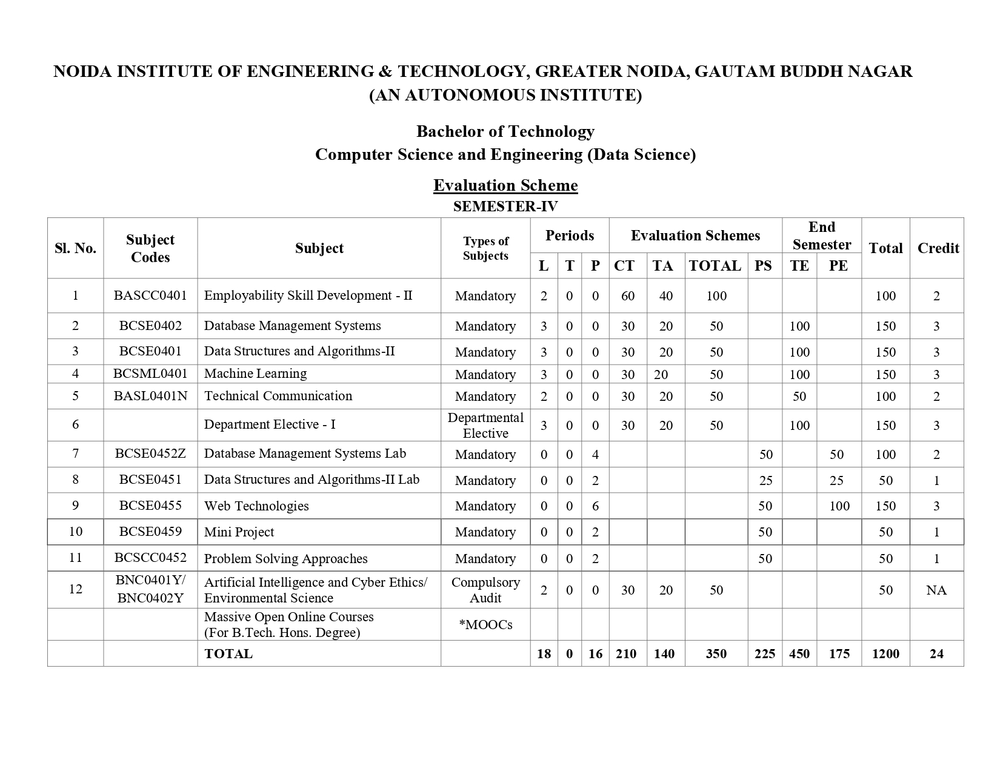 NOIDA INSTITUTE OF ENGINEERING & TECHNOLOGY, GREATER NOIDA, GAUTAM BUDDH NAGAR
(AN AUTONOMOUS INSTITUTE)
Bachelor of Technology
Computer Science and Engineering (Data Science)
Evaluation Scheme
SEMESTER-IV
Sl. No. Subject Codes Subject Types of Subjects Periods Evaluation Schemes End Semester Total Credit
L T P CT TA TOTAL PS TE PE
1 BASCC0401 Employability Skill Development - II Mandatory 2 0 0 60 40 100 100 2
2 BCSE0402 Database Management Systems Mandatory 3 0 0 30 20 50 100 150 3
3 BCSE0401 Data Structures and Algorithms-II Mandatory 3 0 0 30 20 50 100 150 3
4 BCSML0401 Machine Learning Mandatory 3 0 0 30 20 50 100 150 3
5 BASL0401N Technical Communication Mandatory 2 0 0 30 20 50 50 100 2
6 Department Elective - I Departmental Elective 3 0 0 30 20 50 100 150 3
7 BCSE0452Z Database Management Systems Lab Mandatory 0 0 4 50 50 100 2
8 BCSE0451 Data Structures and Algorithms-II Lab Mandatory 0 0 2 25 25 50 1
9 BCSE0455 Web Technologies Mandatory 0 0 6 50 100 150 3
10 BCSE0459 Mini Project Mandatory 0 0 2 50 50 1
11 BCSCC0452 Problem Solving Approaches Mandatory 0 0 2 50 50 1
12 BNC0401Y/ BNC0402Y Artificial Intelligence and Cyber Ethics/ Environmental Science Compulsory Audit 2 0 0 30 20 50 50 NA
Massive Open Online Courses (For B.Tech. Hons. Degree) *MOOCs
TOTAL 18 0 16 210 140 350 225 450 175 1200 24